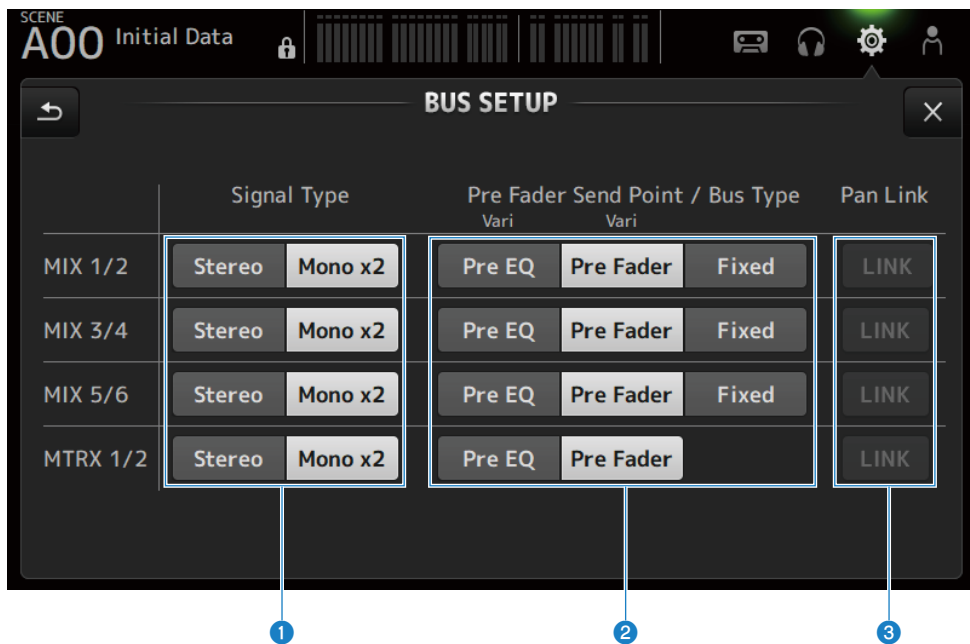 SCENE
A00 Initial Data
BUS SETUP
Signal Type Pre Fader Send Point / Bus Type Pan Link
Vari Vari
MIX 1/2 Stereo Mono x2 Pre EQ Pre Fader Fixed LINK
MIX 3/4 Stereo Mono x2 Pre EQ Pre Fader Fixed LINK
MIX 5/6 Stereo Mono x2 Pre EQ Pre Fader Fixed LINK
MTRX 1/2 Stereo Mono x2 Pre EQ Pre Fader LINK
1 2 3